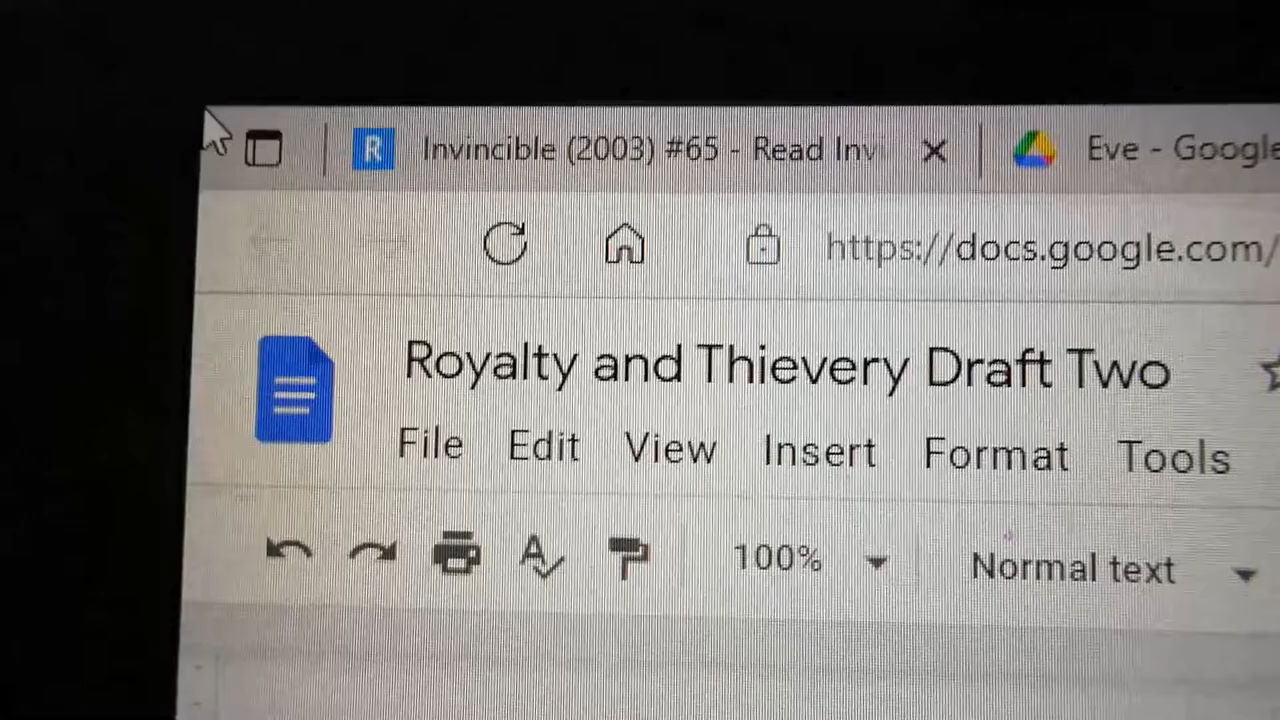 R Invincible (2003) #65 - Read Inv Eve - Google
https://docs.google.com/
Royalty and Thievery Draft Two
File Edit View Insert Format Tools
A 100% Normal text